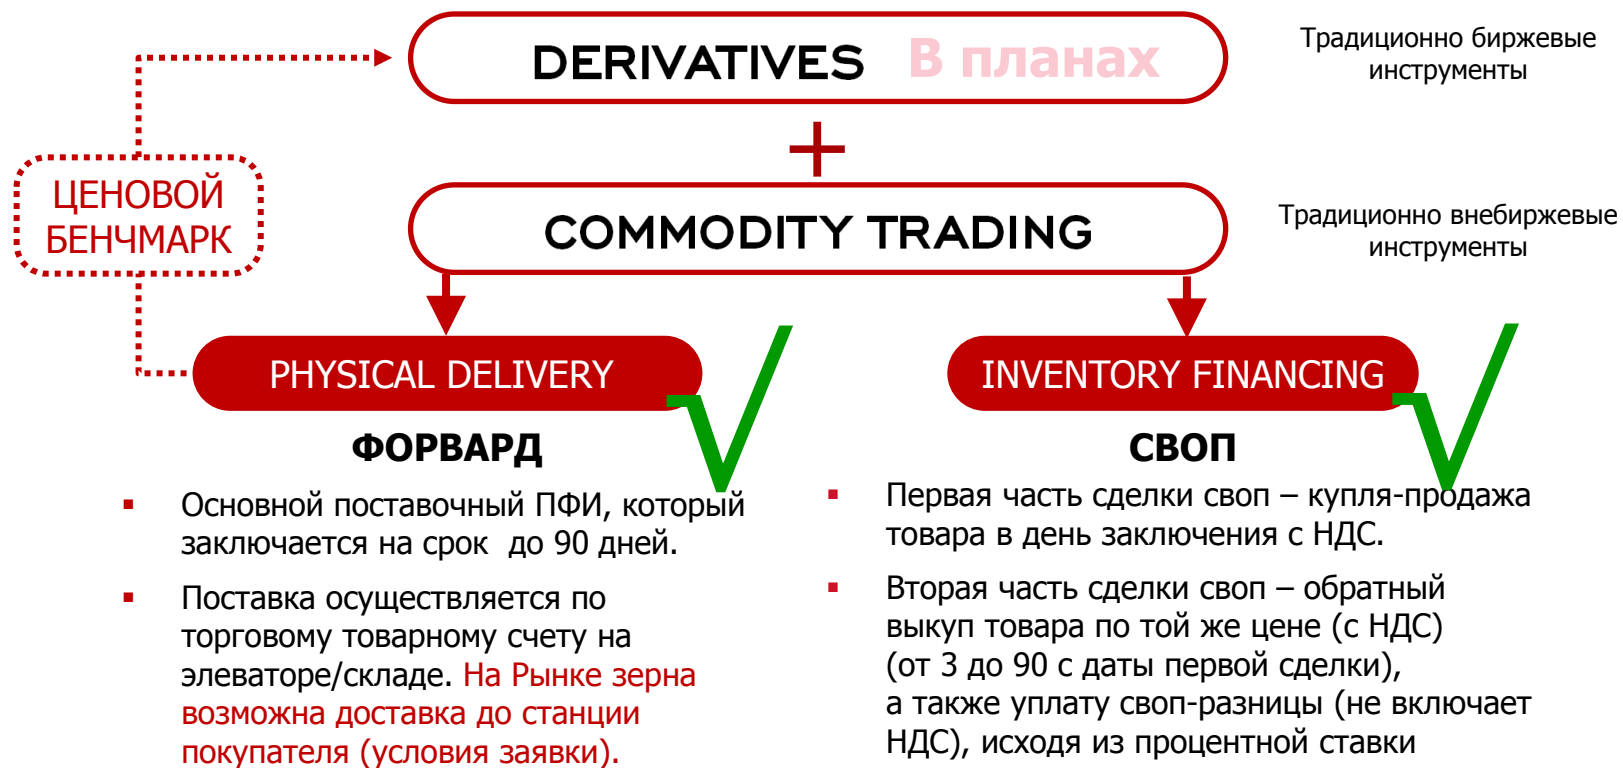 DERIVATIVES В планах
Традиционно биржевые
инструменты
ЦЕНОВОЙ
БЕНЧМАРК
COMMODITY TRADING
Традиционно внебиржевые
инструменты
PHYSICAL DELIVERY
ФОРВАРД
Основной поставочный ПФИ, который
заключается на срок до 90 дней.
Поставка осуществляется по
торговому товарному счету на
элеваторе/складе. На Рынке зерна
возможна доставка до станции
покупателя (условия заявки).
INVENTORY FINANCING
СВОП
Первая часть сделки своп – купля-продажа
товара в день заключения с НДС.
Вторая часть сделки своп – обратный
выкуп товара по той же цене (с НДС)
(от 3 до 90 с даты первой сделки),
а также уплату своп-разницы (не включает
НДС), исходя из процентной ставки